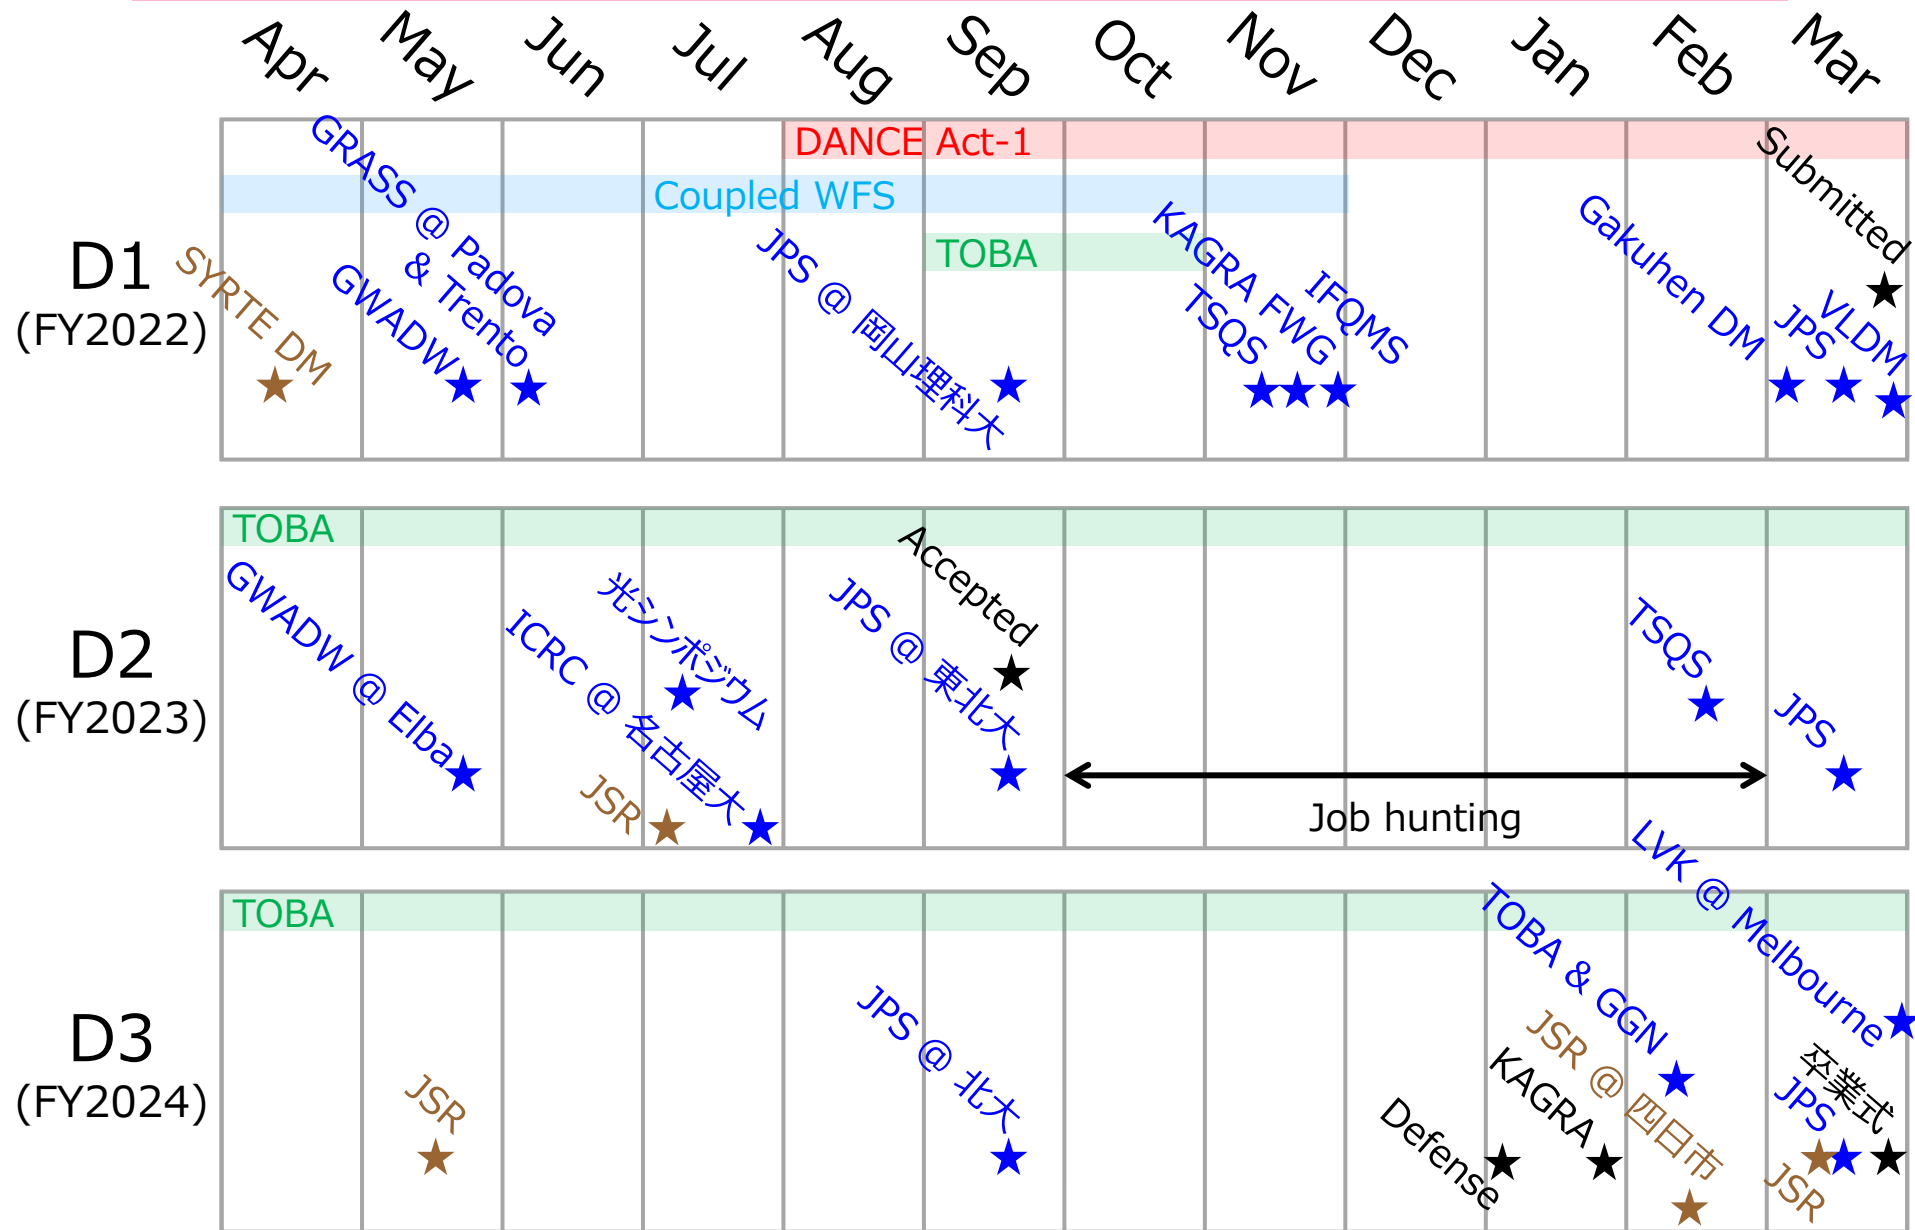 Apr May Jun Jul Aug Sep Oct Nov Dec Jan Feb Mar
D1
(FY2022)
DANCE Act-1
Coupled WFS
TOBA
SYRTE DM
GWADW
GRASS @ Padova
& Trento
JPS @ 岡山理科大
TSQS
KAGRA FWG
IFQMS
Gakuhen DM
JPS
VLDM
Submitted
D2
(FY2023)
TOBA
GWADW @ Elba
JSR
光シンポジウム
ICRC @ 名古屋大
JPS @ 東北大
Accepted
Job hunting
TSQS
JPS
D3
(FY2024)
TOBA
JSR
JPS @ 北大
Defense
KAGRA
TOBA & GGN
JSR @ 四日市
JSR
JPS
卒業式
LVK @ Melbourne